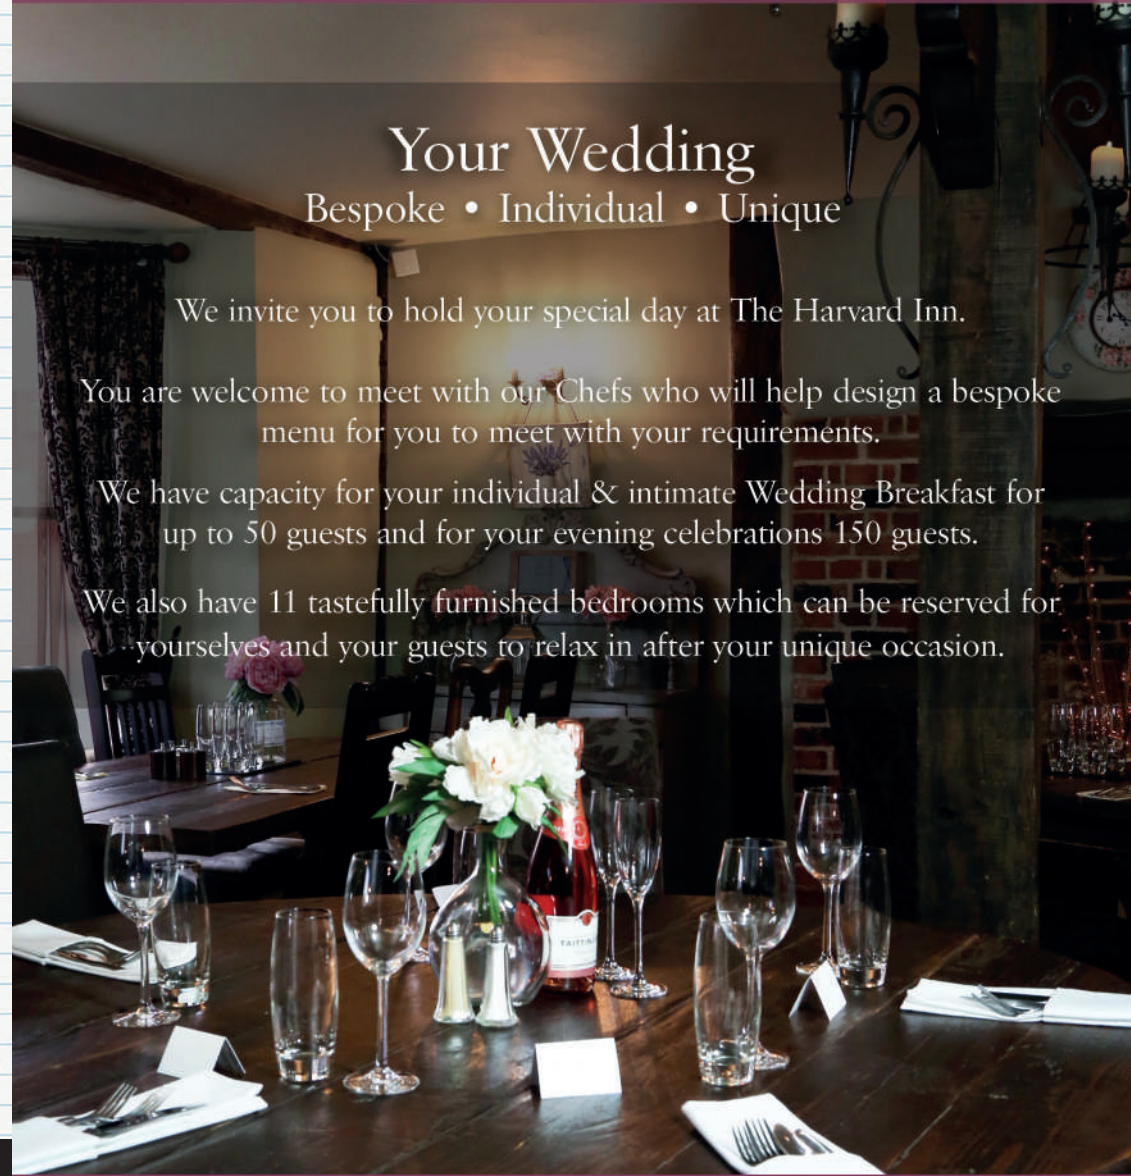 Your Wedding
Bespoke • Individual • Unique
We invite you to hold your special day at The Harvard Inn.
You are welcome to meet with our Chefs who will help design a bespoke
menu for you to meet with your requirements.
We have capacity for your individual & intimate Wedding Breakfast for
up to 50 guests and for your evening celebrations 150 guests.
We also have 11 tastefully furnished bedrooms which can be reserved for
yourselves and your guests to relax in after your unique occasion.